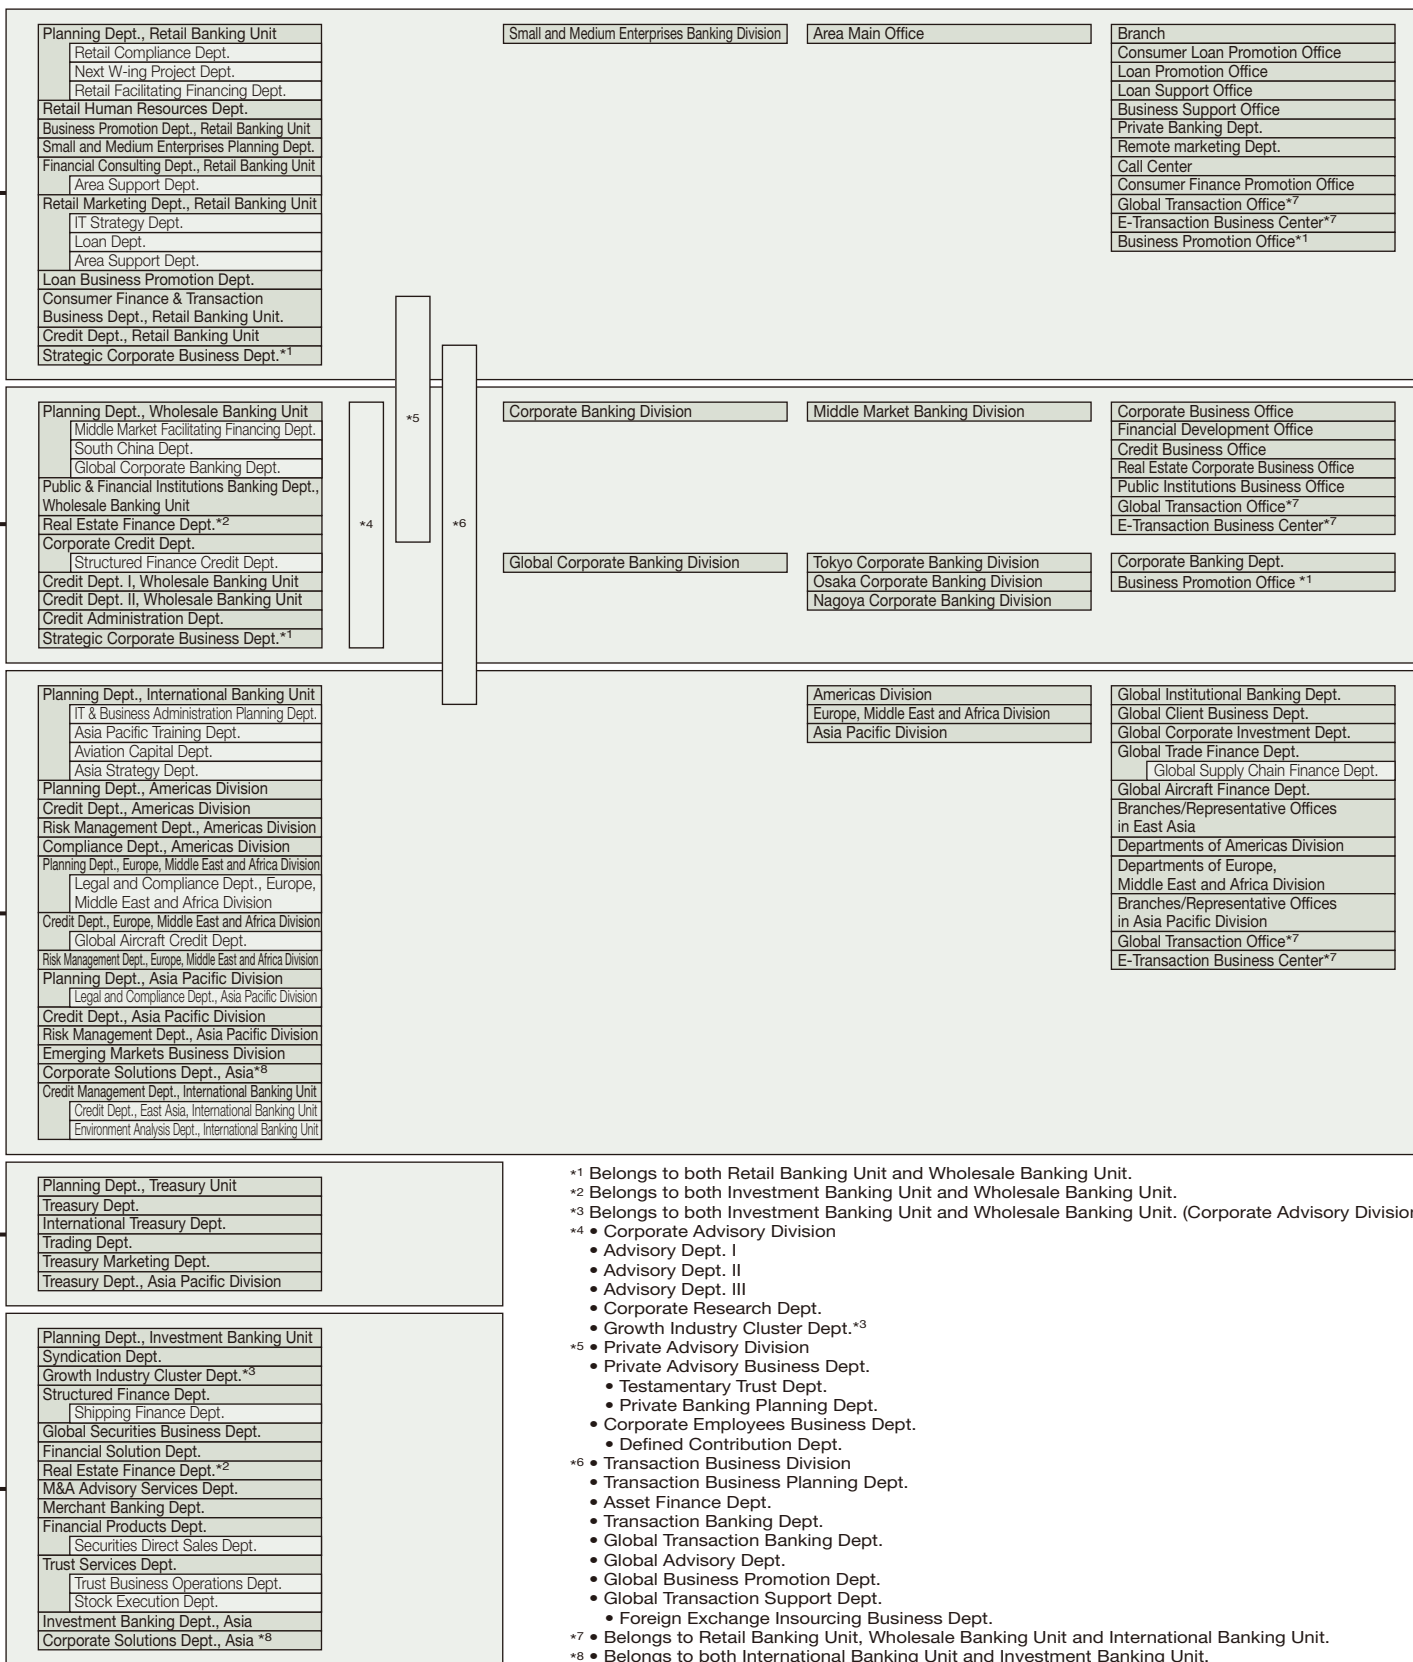 Planning Dept., Retail Banking Unit
Retail Compliance Dept.
Next W-ing Project Dept.
Retail Facilitating Financing Dept.
Retail Human Resources Dept.
Business Promotion Dept., Retail Banking Unit
Small and Medium Enterprises Planning Dept.
Financial Consulting Dept., Retail Banking Unit
Area Support Dept.
Retail Marketing Dept., Retail Banking Unit
IT Strategy Dept.
Loan Dept.
Area Support Dept.
Loan Business Promotion Dept.
Consumer Finance & Transaction
Business Dept., Retail Banking Unit.
Credit Dept., Retail Banking Unit
Strategic Corporate Business Dept.*1
Small and Medium Enterprises Banking Division
Area Main Office
Branch
Consumer Loan Promotion Office
Loan Promotion Office
Loan Support Office
Business Support Office
Private Banking Dept.
Remote marketing Dept.
Call Center
Consumer Finance Promotion Office
Global Transaction Office*7
E-Transaction Business Center*7
Business Promotion Office*1
Planning Dept., Wholesale Banking Unit
Middle Market Facilitating Financing Dept.
South China Dept.
Global Corporate Banking Dept.
Public & Financial Institutions Banking Dept.,
Wholesale Banking Unit
Real Estate Finance Dept.*2
Corporate Credit Dept.
Structured Finance Credit Dept.
Credit Dept. I, Wholesale Banking Unit
Credit Dept. II, Wholesale Banking Unit
Credit Administration Dept.
Strategic Corporate Business Dept.*1
*4
*5
*6
Corporate Banking Division
Middle Market Banking Division
Corporate Business Office
Financial Development Office
Credit Business Office
Real Estate Corporate Business Office
Public Institutions Business Office
Global Transaction Office*7
E-Transaction Business Center*7
Global Corporate Banking Division
Tokyo Corporate Banking Division
Osaka Corporate Banking Division
Nagoya Corporate Banking Division
Corporate Banking Dept.
Business Promotion Office *1
Planning Dept., International Banking Unit
IT & Business Administration Planning Dept.
Asia Pacific Training Dept.
Aviation Capital Dept.
Asia Strategy Dept.
Planning Dept., Americas Division
Credit Dept., Americas Division
Risk Management Dept., Americas Division
Compliance Dept., Americas Division
Planning Dept., Europe, Middle East and Africa Division
Legal and Compliance Dept., Europe,
Middle East and Africa Division
Credit Dept., Europe, Middle East and Africa Division
Global Aircraft Credit Dept.
Risk Management Dept., Europe, Middle East and Africa Division
Planning Dept., Asia Pacific Division
Legal and Compliance Dept., Asia Pacific Division
Credit Dept., Asia Pacific Division
Risk Management Dept., Asia Pacific Division
Emerging Markets Business Division
Corporate Solutions Dept., Asia*8
Credit Management Dept., International Banking Unit
Credit Dept., East Asia, International Banking Unit
Environment Analysis Dept., International Banking Unit
Americas Division
Europe, Middle East and Africa Division
Asia Pacific Division
Global Institutional Banking Dept.
Global Client Business Dept.
Global Corporate Investment Dept.
Global Trade Finance Dept.
Global Supply Chain Finance Dept.
Global Aircraft Finance Dept.
Branches/Representative Offices
in East Asia
Departments of Americas Division
Departments of Europe,
Middle East and Africa Division
Branches/Representative Offices
in Asia Pacific Division
Global Transaction Office*7
E-Transaction Business Center*7
Planning Dept., Treasury Unit
Treasury Dept.
International Treasury Dept.
Trading Dept.
Treasury Marketing Dept.
Treasury Dept., Asia Pacific Division
Planning Dept., Investment Banking Unit
Syndication Dept.
Growth Industry Cluster Dept.*3
Structured Finance Dept.
Shipping Finance Dept.
Global Securities Business Dept.
Financial Solution Dept.
Real Estate Finance Dept.*2
M&A Advisory Services Dept.
Merchant Banking Dept.
Financial Products Dept.
Securities Direct Sales Dept.
Trust Services Dept.
Trust Business Operations Dept.
Stock Execution Dept.
Investment Banking Dept., Asia
Corporate Solutions Dept., Asia *8
*1 Belongs to both Retail Banking Unit and Wholesale Banking Unit.
*2 Belongs to both Investment Banking Unit and Wholesale Banking Unit.
*3 Belongs to both Investment Banking Unit and Wholesale Banking Unit. (Corporate Advisory Division
*4 • Corporate Advisory Division
• Advisory Dept. I
• Advisory Dept. II
• Advisory Dept. III
• Corporate Research Dept.
• Growth Industry Cluster Dept.*3
*5 • Private Advisory Division
• Private Advisory Business Dept.
• Testamentary Trust Dept.
• Private Banking Planning Dept.
• Corporate Employees Business Dept.
• Defined Contribution Dept.
*6 • Transaction Business Division
• Transaction Business Planning Dept.
• Asset Finance Dept.
• Transaction Banking Dept.
• Global Transaction Banking Dept.
• Global Advisory Dept.
• Global Business Promotion Dept.
• Global Transaction Support Dept.
• Foreign Exchange Insourcing Business Dept.
*7 • Belongs to Retail Banking Unit, Wholesale Banking Unit and International Banking Unit.
*8 • Belongs to both International Banking Unit and Investment Banking Unit.